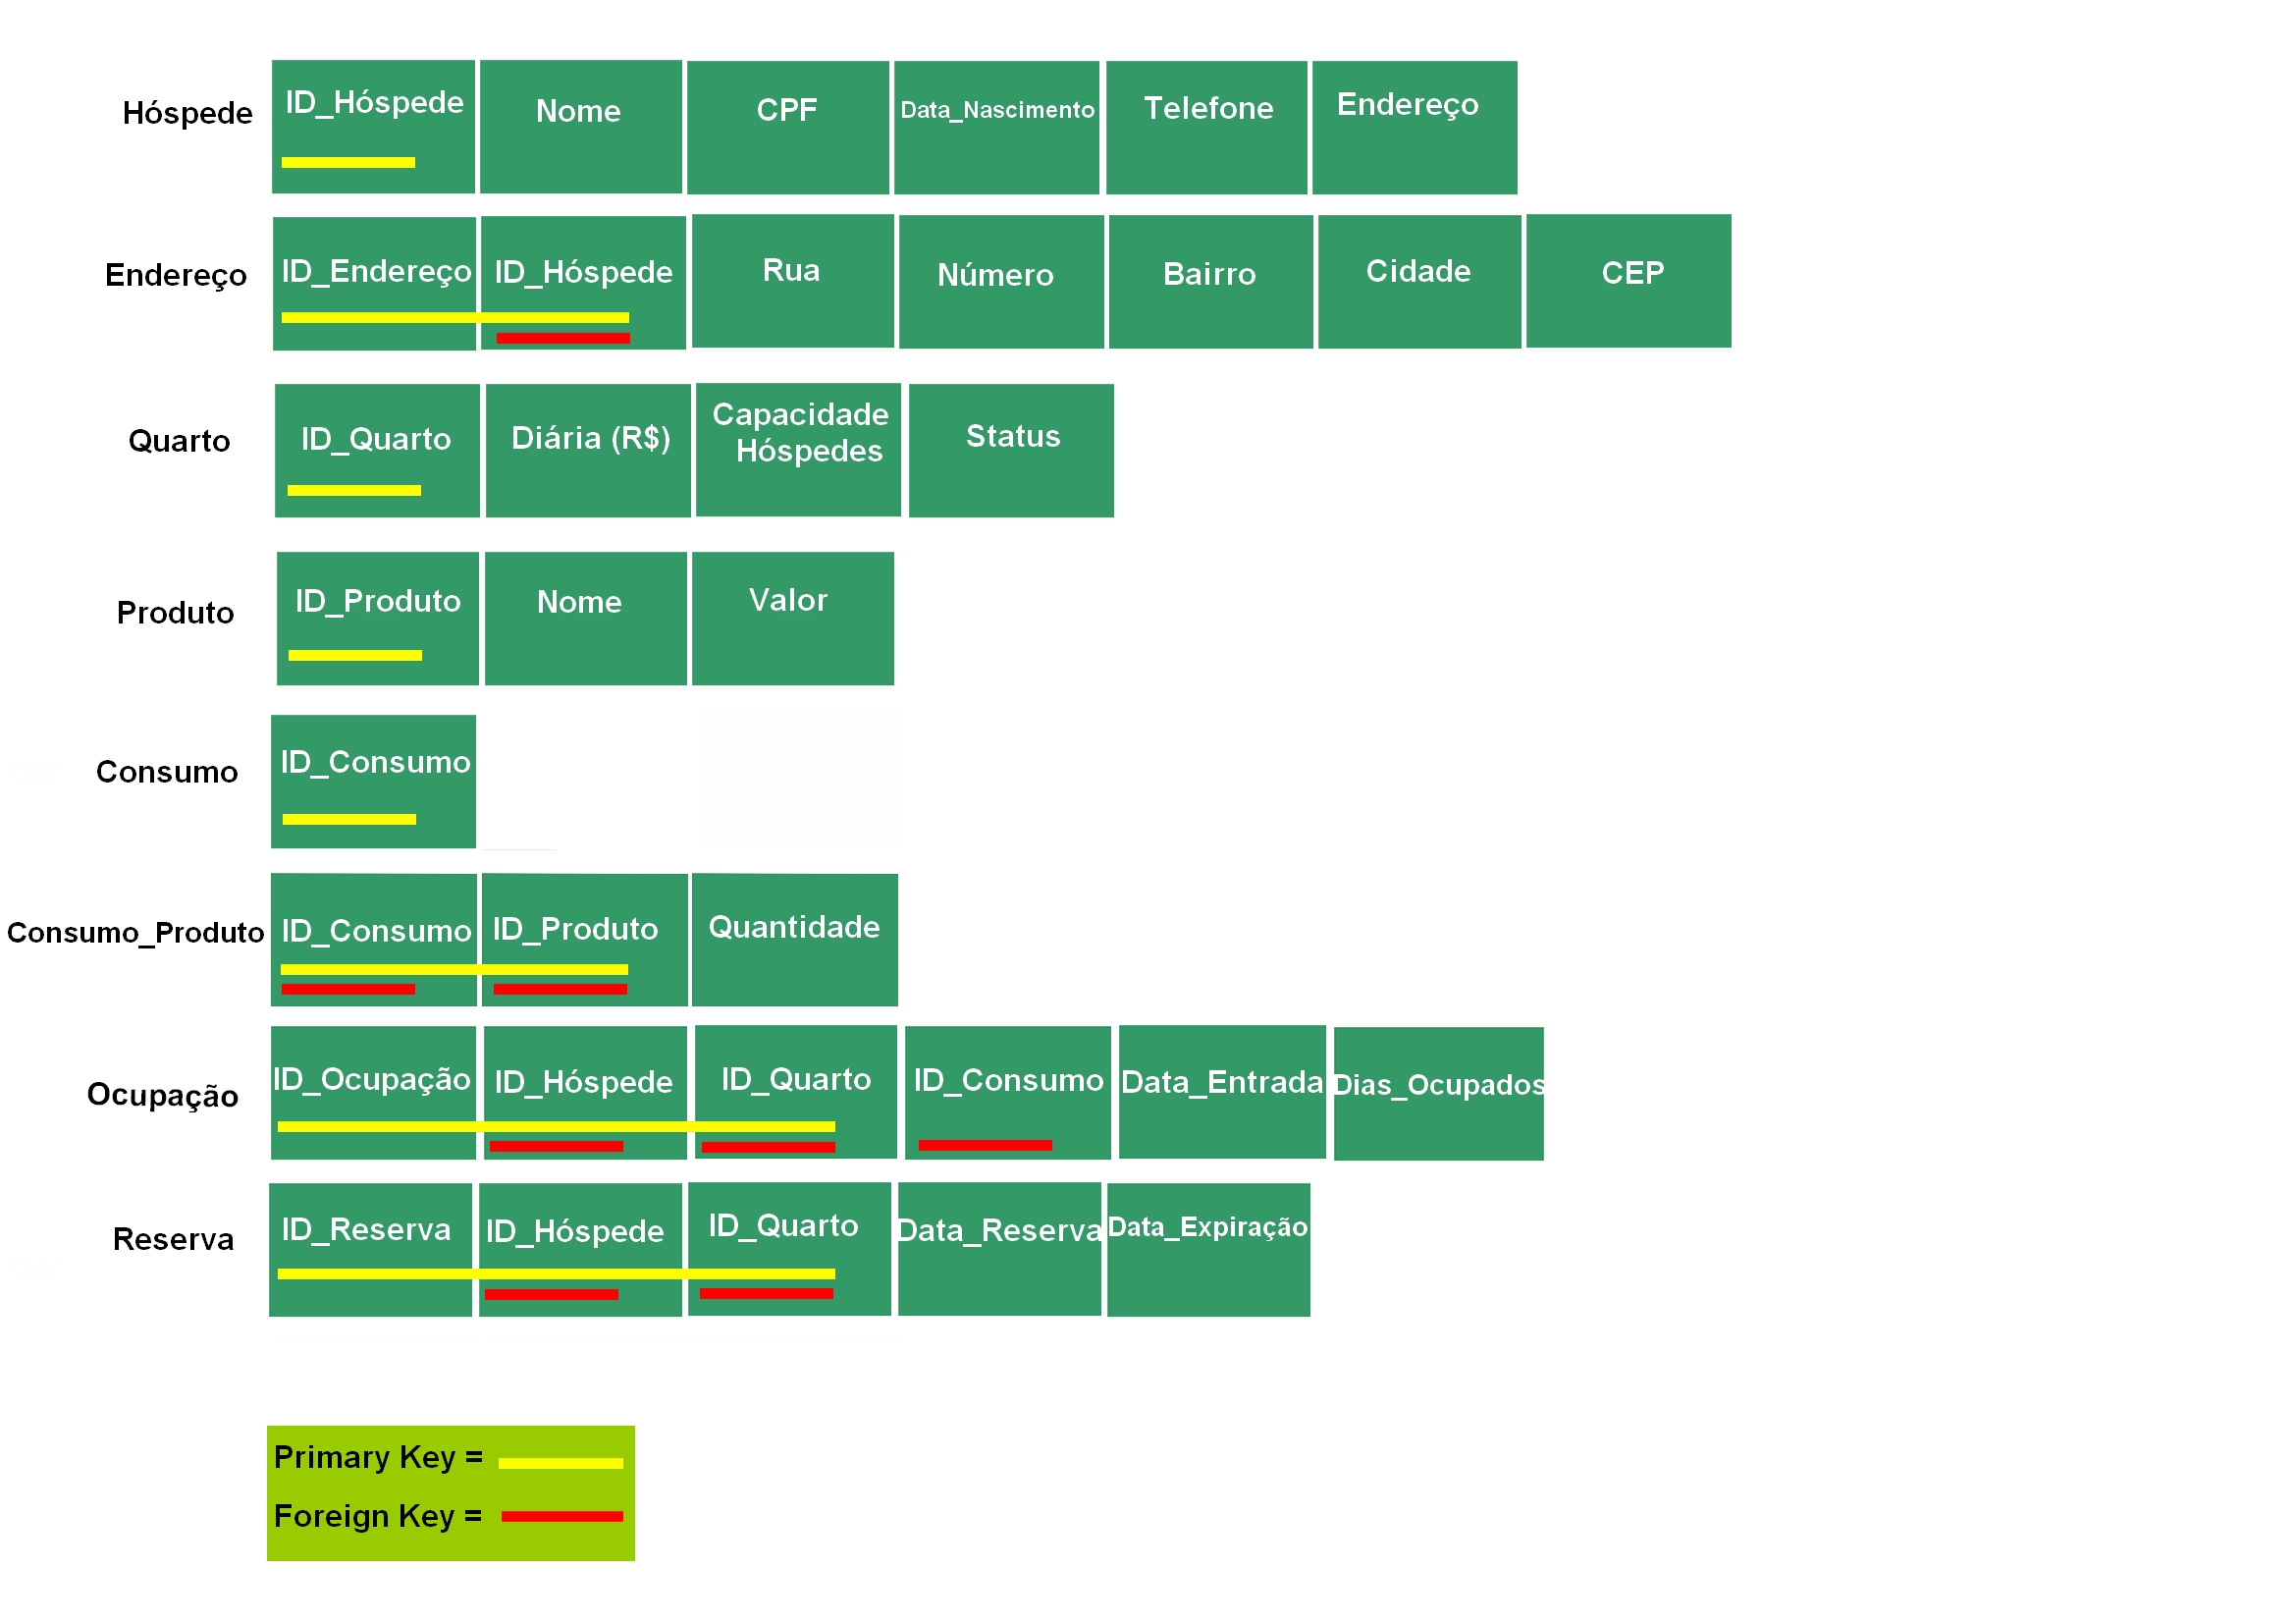 Hóspede ID_Hóspede Nome CPF Data_Nascimento Telefone Endereço
Endereço ID_Endereço ID_Hóspede Rua Número Bairro Cidade CEP
Quarto ID_Quarto Diária (R$) Capacidade Hóspedes Status
Produto ID_Produto Nome Valor
Consumo ID_Consumo
Consumo_Produto ID_Consumo ID_Produto Quantidade
Ocupação ID_Ocupação ID_Hóspede ID_Quarto ID_Consumo Data_Entrada Dias_Ocupados
Reserva ID_Reserva ID_Hóspede ID_Quarto Data_Reserva Data_Expiração
Primary Key =
Foreign Key =